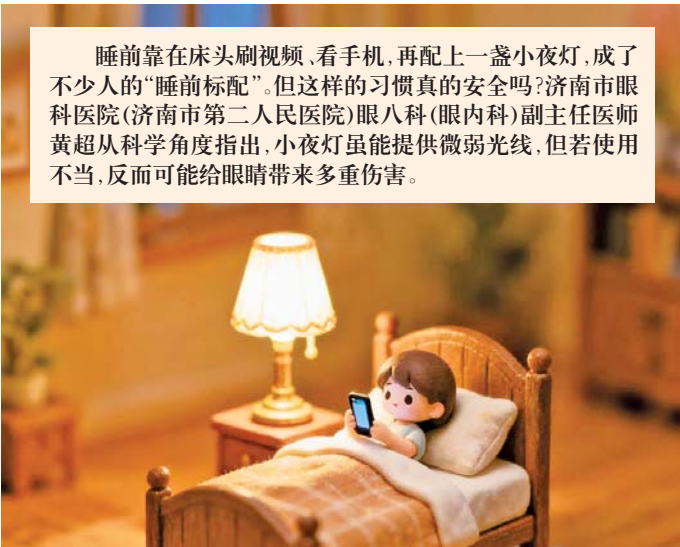 睡前靠在床头刷视频、看手机，再配上一盏小夜灯，成了
不少人的“睡前标配”。但这样的习惯真的安全吗？济南市眼
科医院（济南市第二人民医院）眼八科（眼内科）副主任医师
黄超从科学角度指出，小夜灯虽能提供微弱光线，但若使用
不当，反而可能给眼睛带来多重伤害。